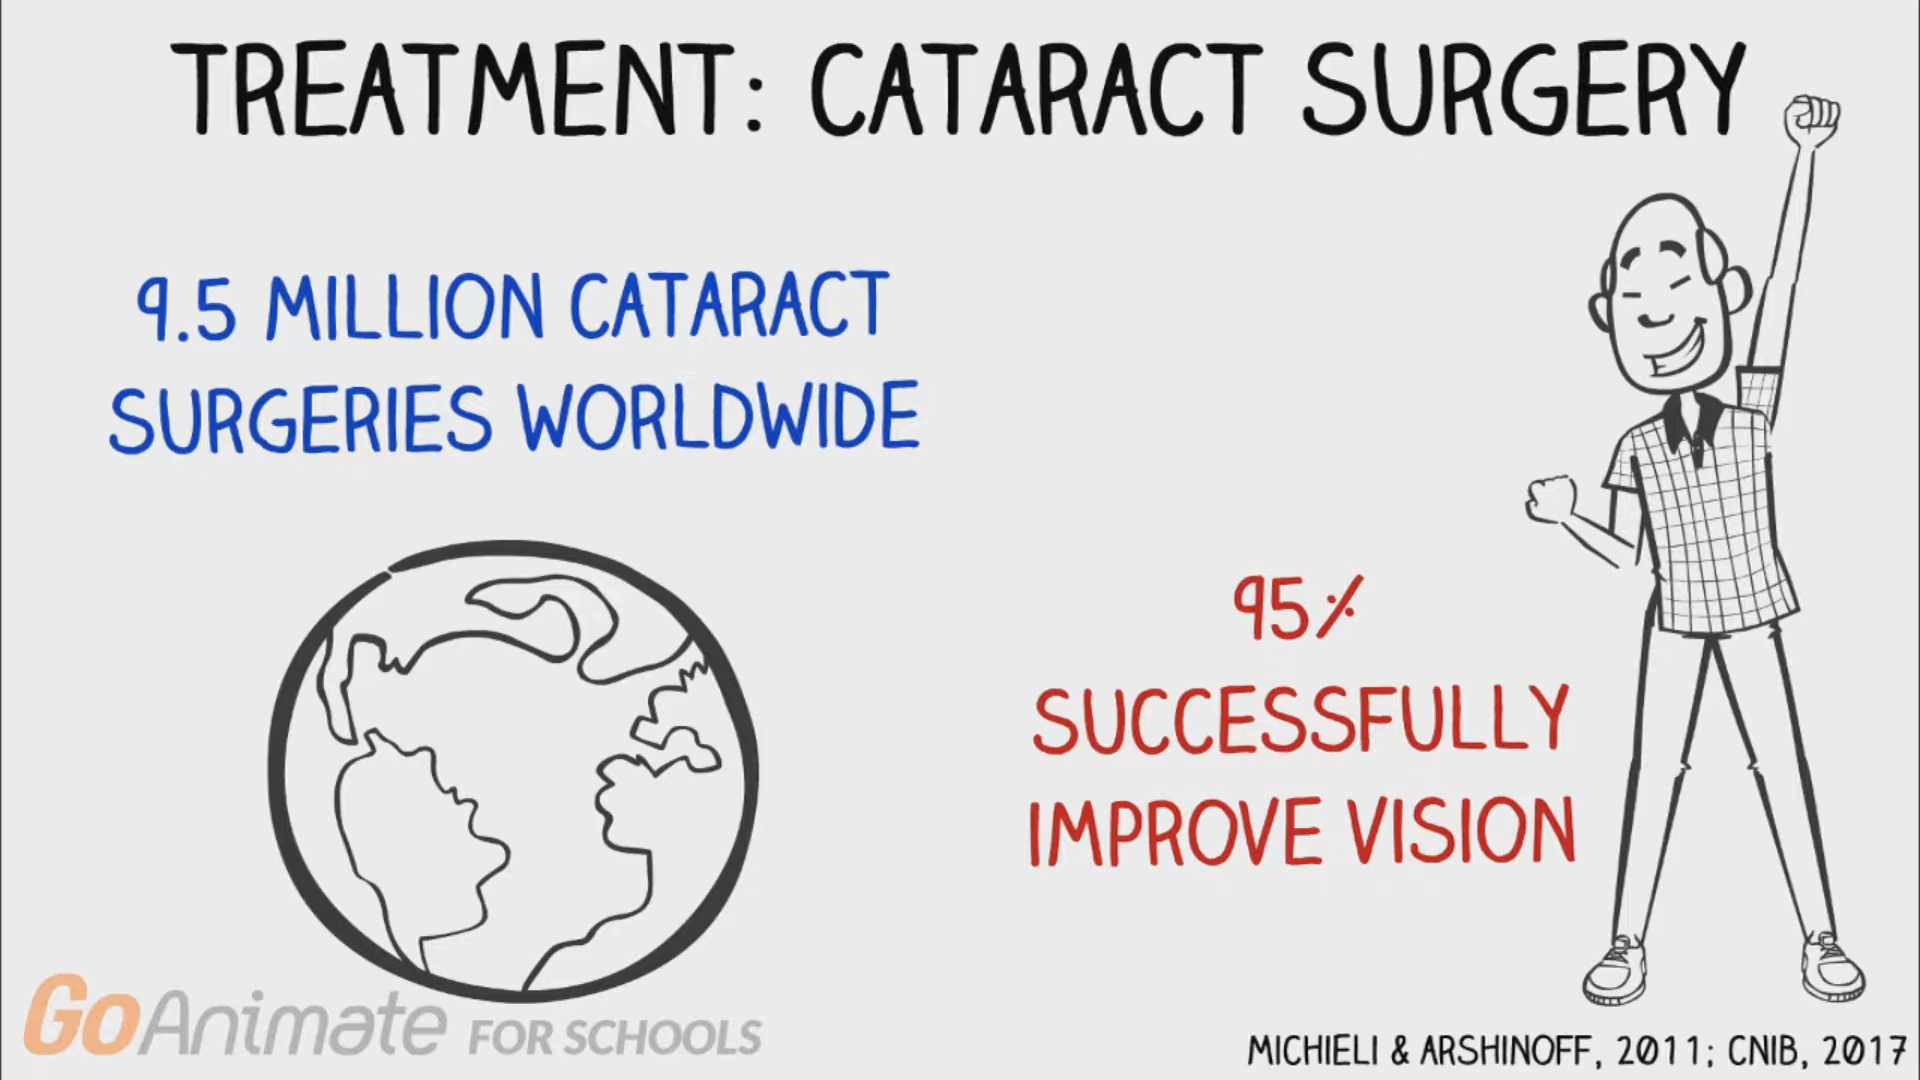 TREATMENT: CATARACT SURGERY
9.5 MILLION CATARACT
SURGERIES WORLDWIDE
95%
SUCCESSFULLY
IMPROVE VISION
GoAnimate FOR SCHOOLS
MICHIELI & ARSHINOFF, 2011; CNIB, 2017